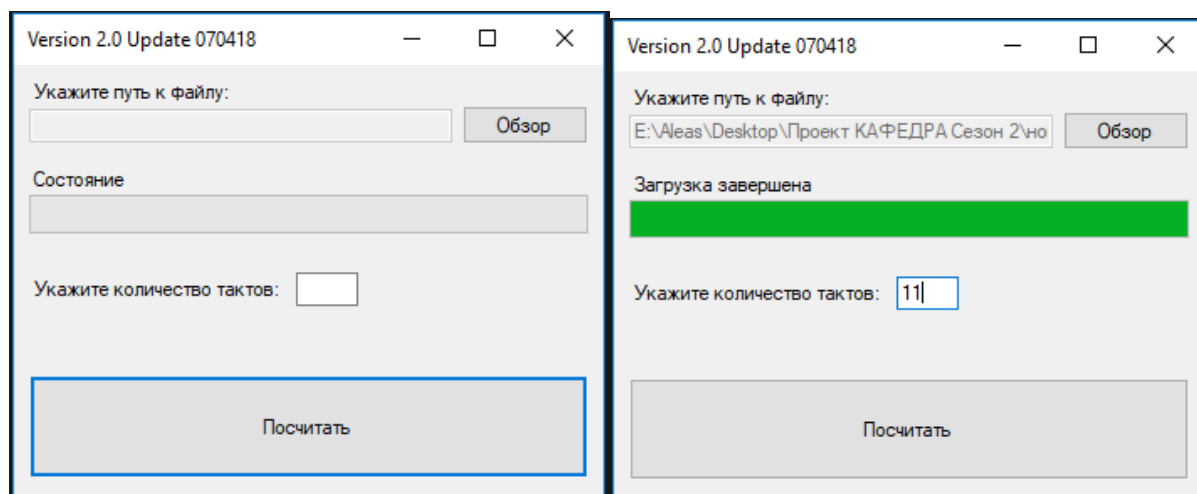 Version 2.0 Update 070418
Укажите путь к файлу:
Обзор
Состояние
Укажите количество тактов:
Посчитать
Version 2.0 Update 070418
Укажите путь к файлу:
E:\Aleas\Desktop\Проект КАФЕДРА Сезон 2\но Обзор
Загрузка завершена
Укажите количество тактов: 11
Посчитать